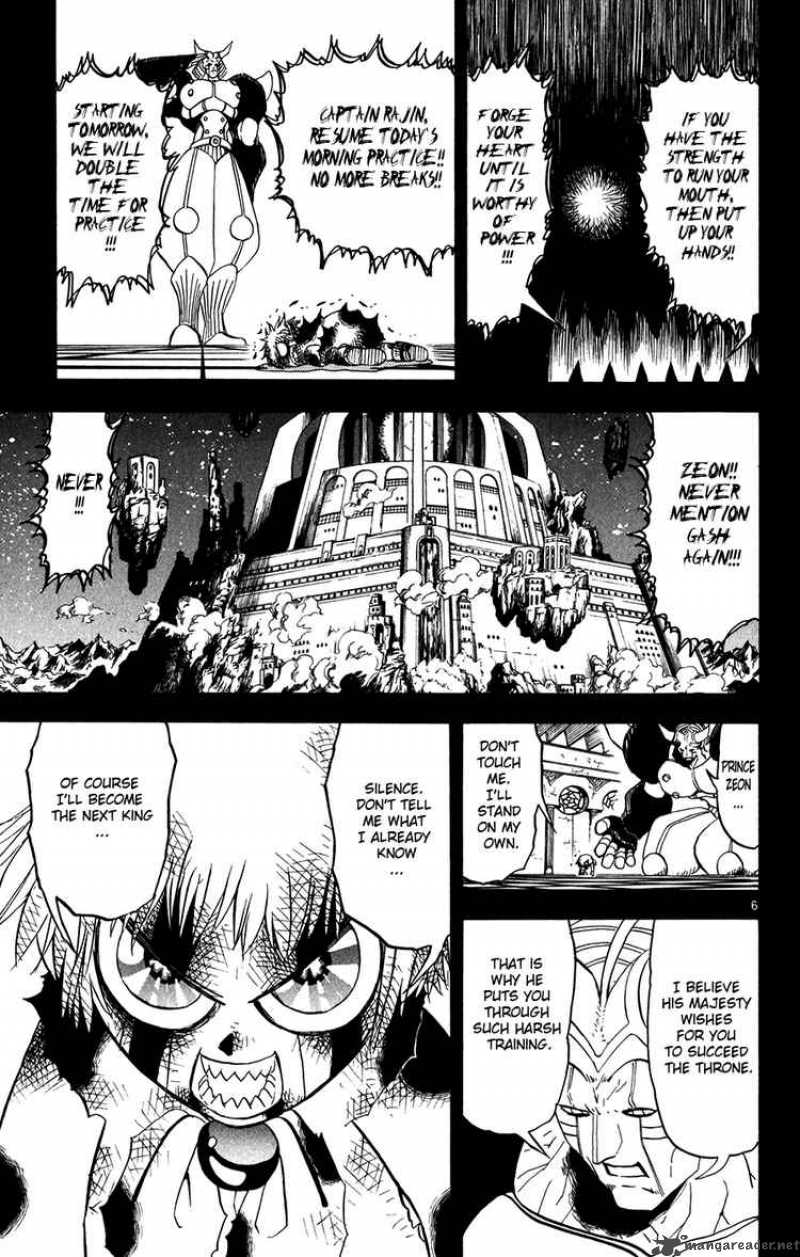 IF YOU
HAVE THE
STRENGTH
TO RUN YOUR
MOUTH,
THEN PUT
UP YOUR
HANDS!!
FORGE
YOUR
HEART
UNTIL
IT IS
WORTHY
OF
POWER
!!!
CAPTAIN RAJIN,
RESUME TODAY'S
MORNING PRACTICE!!
NO MORE BREAKS!!
STARTING
TOMORROW,
WE WILL
DOUBLE
THE
TIME FOR
PRACTICE
!!!
ZEON!!
NEVER
MENTION
GASH
AGAIN!!!
NEVER
!!!
PRINCE
ZEON
...
DON'T
TOUCH
ME.
I'LL
STAND
ON MY
OWN.
6
I BELIEVE
HIS MAJESTY
WISHES
FOR YOU
TO SUCCEED
THE THRONE.
THAT IS
WHY HE
PUTS YOU
THROUGH
SUCH HARSH
TRAINING.
SILENCE.
DON'T TELL
ME WHAT
I ALREADY
KNOW
...
OF COURSE
I'LL BECOME
THE NEXT KING
...
mangareader.net